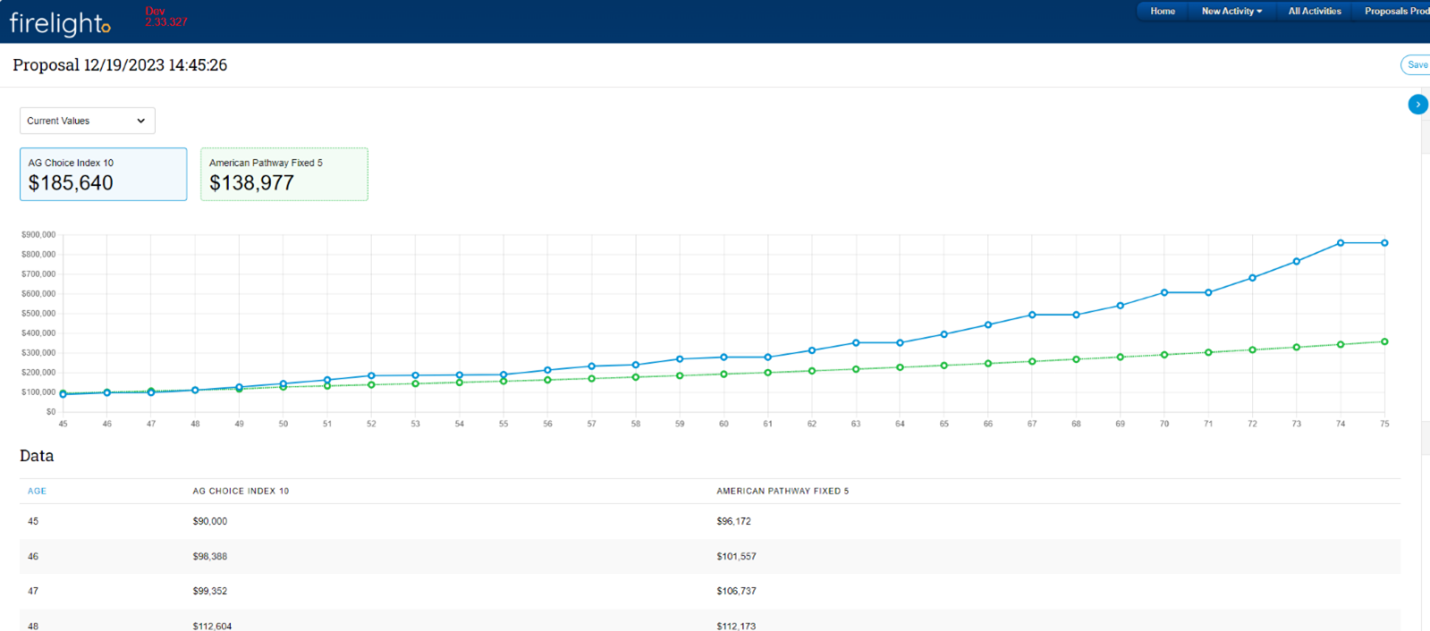 firelight
Dev
2.33.327
Home New Activity All Activities Proposals Prod
Proposal 12/19/2023 14:45:26
Save
Current Values
AG Choice Index 10
$185,640
American Pathway Fixed 5
$138,977
$900,000
$800,000
$700,000
$600,000
$500,000
$400,000
$300,000
$200,000
$100,000
$0
45 46 47 48 49 50 51 52 53 54 55 56 57 58 59 60 61 62 63 64 65 66 67 68 69 70 71 72 73 74 75
Data
AGE AG CHOICE INDEX 10 AMERICAN PATHWAY FIXED 5
45 $90,000 $96,172
46 $98,388 $101,557
47 $99,352 $106,737
48 $112,604 $112,173